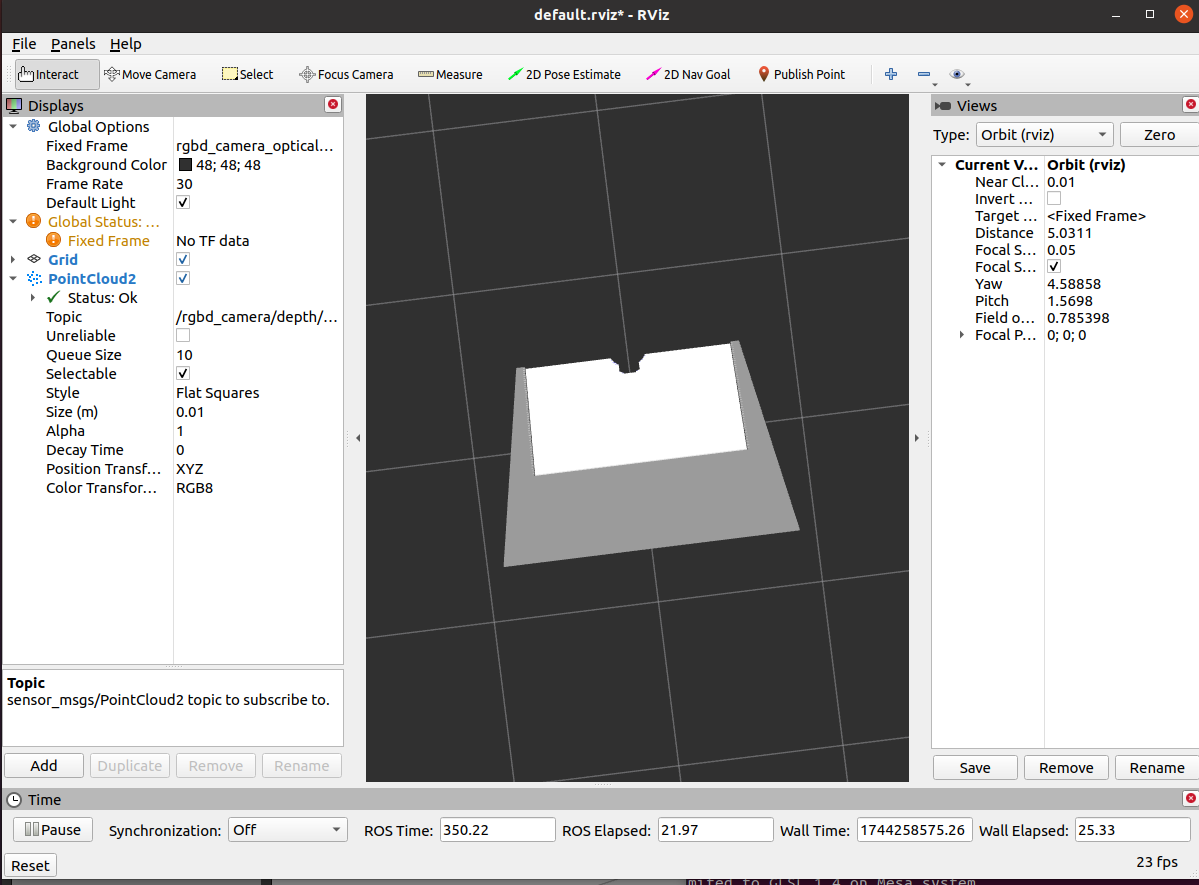 default.rviz* - RViz
File Panels Help
Interact Move Camera Select Focus Camera Measure 2D Pose Estimate 2D Nav Goal Publish Point
Displays
Global Options
Fixed Frame rgbd_camera_optical...
Background Color 48; 48; 48
Frame Rate 30
Default Light
Global Status: ...
Fixed Frame No TF data
Grid
PointCloud2
Status: Ok
Topic /rgbd_camera/depth/...
Unreliable
Queue Size 10
Selectable
Style Flat Squares
Size (m) 0.01
Alpha 1
Decay Time 0
Position Transf... XYZ
Color Transfor... RGB8
Topic
sensor_msgs/PointCloud2 topic to subscribe to.
Add Duplicate Remove Rename
Views
Type: Orbit (rviz) Zero
Current V... Orbit (rviz)
Near Cl... 0.01
Invert ...
Target ... <Fixed Frame>
Distance 5.0311
Focal S... 0.05
Focal S...
Yaw 4.58858
Pitch 1.5698
Field o... 0.785398
Focal P... 0; 0; 0
Save Remove Rename
Time
Pause Synchronization: Off ROS Time: 350.22 ROS Elapsed: 21.97 Wall Time: 1744258575.26 Wall Elapsed: 25.33
Reset 23 fps
mited to GLSL 1.4 on Mesa system